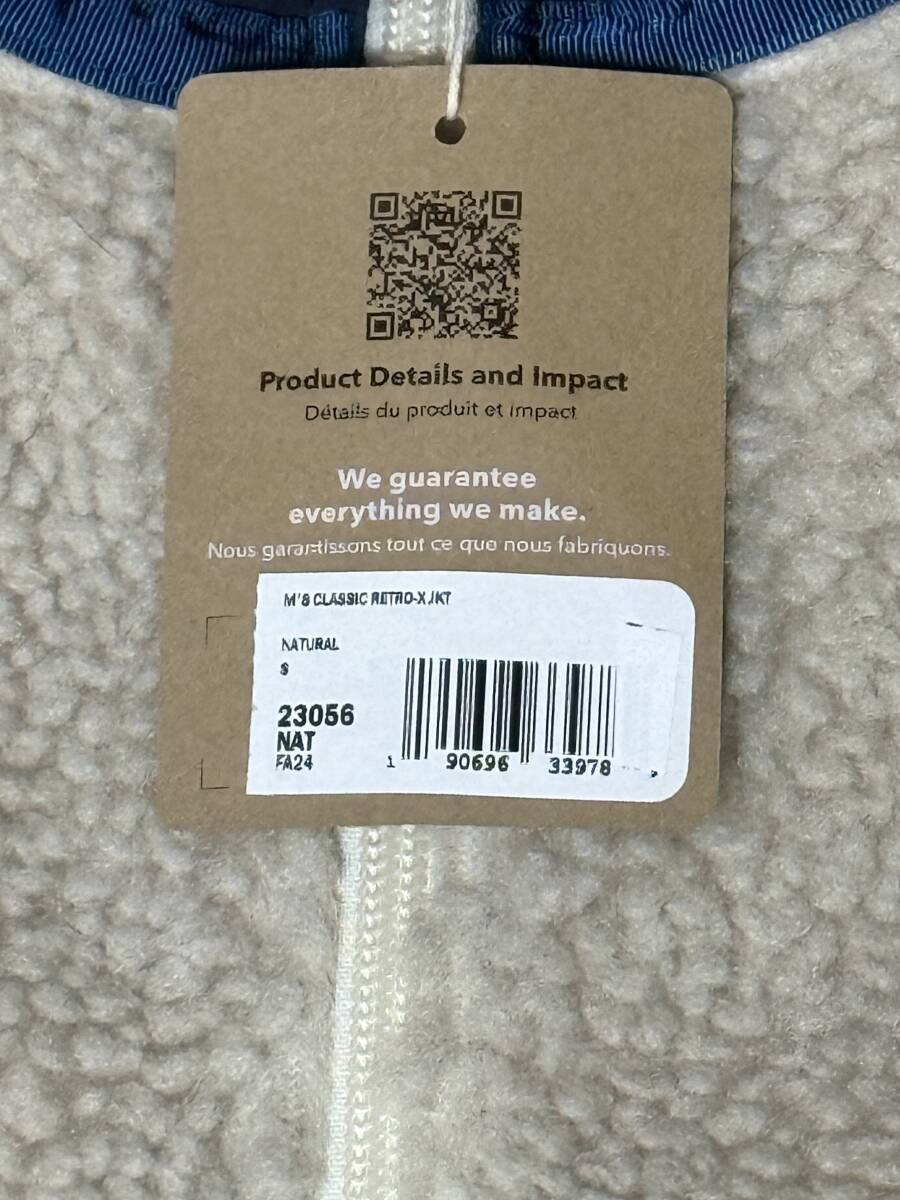 Product Details and Impact
Détails du produit et impact
We guarantee
everything we make.
Nous garantissons tout ce que nous fabriquons.
M'S CLASSIC RETRO-X JKT
NATURAL
S
23056
NAT
FA24
1 90696 33978